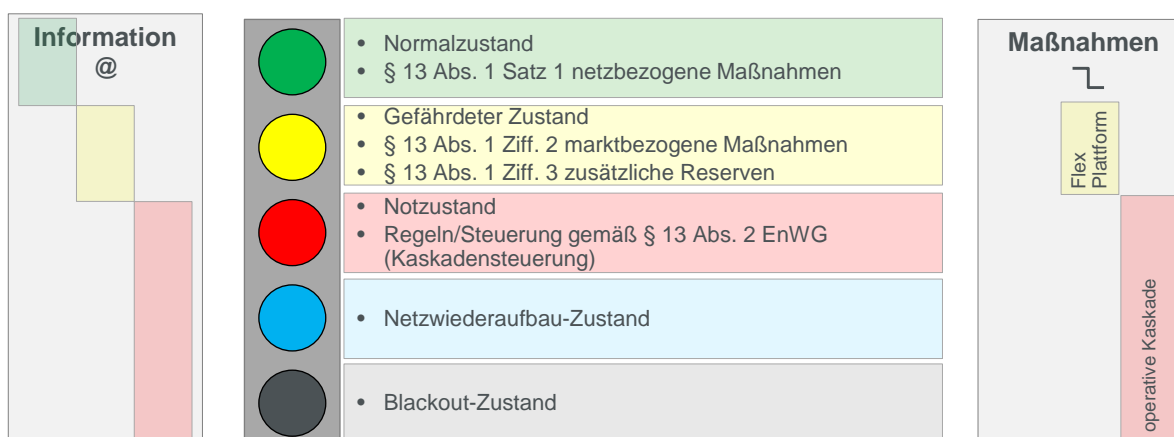 Information
@
• Normalzustand
• § 13 Abs. 1 Satz 1 netzbezogene Maßnahmen
• Gefährdeter Zustand
• § 13 Abs. 1 Ziff. 2 marktbezogene Maßnahmen
• § 13 Abs. 1 Ziff. 3 zusätzliche Reserven
• Notzustand
• Regeln/Steuerung gemäß § 13 Abs. 2 EnWG
(Kaskadensteuerung)
• Netzwiederaufbau-Zustand
• Blackout-Zustand
Maßnahmen
Flex
Plattform
operative Kaskade